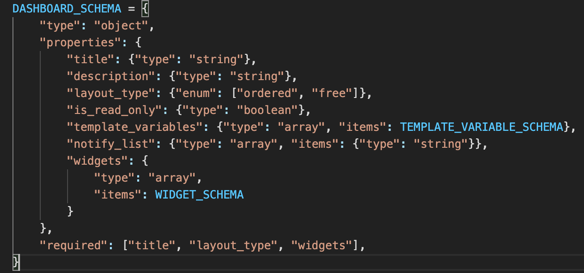 DASHBOARD_SCHEMA = {
    "type": "object",
    "properties": {
        "title": {"type": "string"},
        "description": {"type": "string"},
        "layout_type": {"enum": ["ordered", "free"]},
        "is_read_only": {"type": "boolean"},
        "template_variables": {"type": "array", "items": TEMPLATE_VARIABLE_SCHEMA},
        "notify_list": {"type": "array", "items": {"type": "string"}},
        "widgets": {
            "type": "array",
            "items": WIDGET_SCHEMA
        }
    },
    "required": ["title", "layout_type", "widgets"],
}